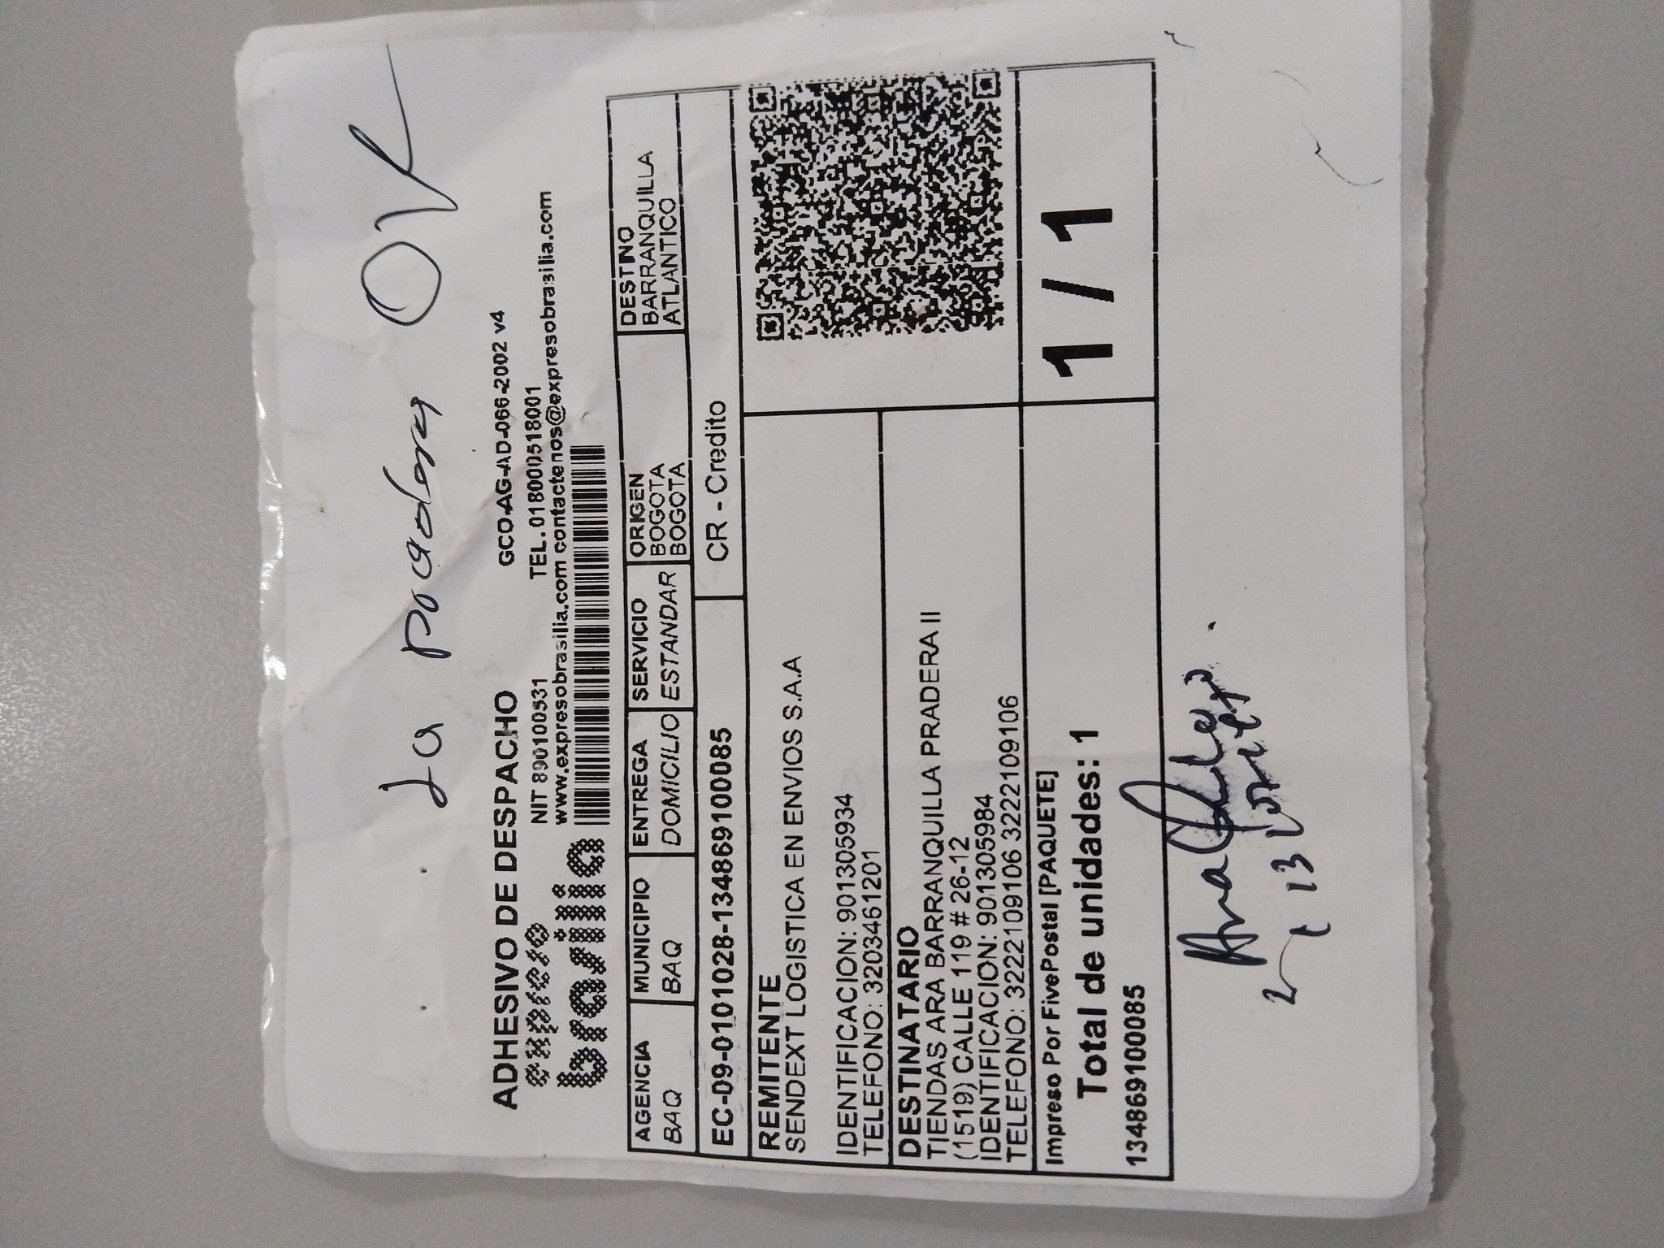 La pradera OK
ADHESIVO DE DESPACHO GCO-AG-AD-066-2002 v4
expreso brasilia
NIT 890100531 TEL. 018000518001
www.expresobrasilia.com contactenos@expresobrasilia.com
AGENCIA MUNICIPIO ENTREGA SERVICIO ORIGEN DESTINO
BAQ BAQ DOMICILIO ESTANDAR BOGOTA BARRANQUILLA
BOGOTA ATLANTICO
EC-09-0101028-134869100085 CR - Credito
REMITENTE
SENDEXT LOGISTICA EN ENVIOS S.A.A
IDENTIFICACION: 901305934
TELEFONO: 3203461201
DESTINATARIO
TIENDAS ARA BARRANQUILLA PRADERA II
(1519) CALLE 119 # 26-12
IDENTIFICACION: 901305984
TELEFONO: 3222109106 3222109106
Impreso Por FivePostal [PAQUETE]
Total de unidades: 1
1 / 1
134869100085